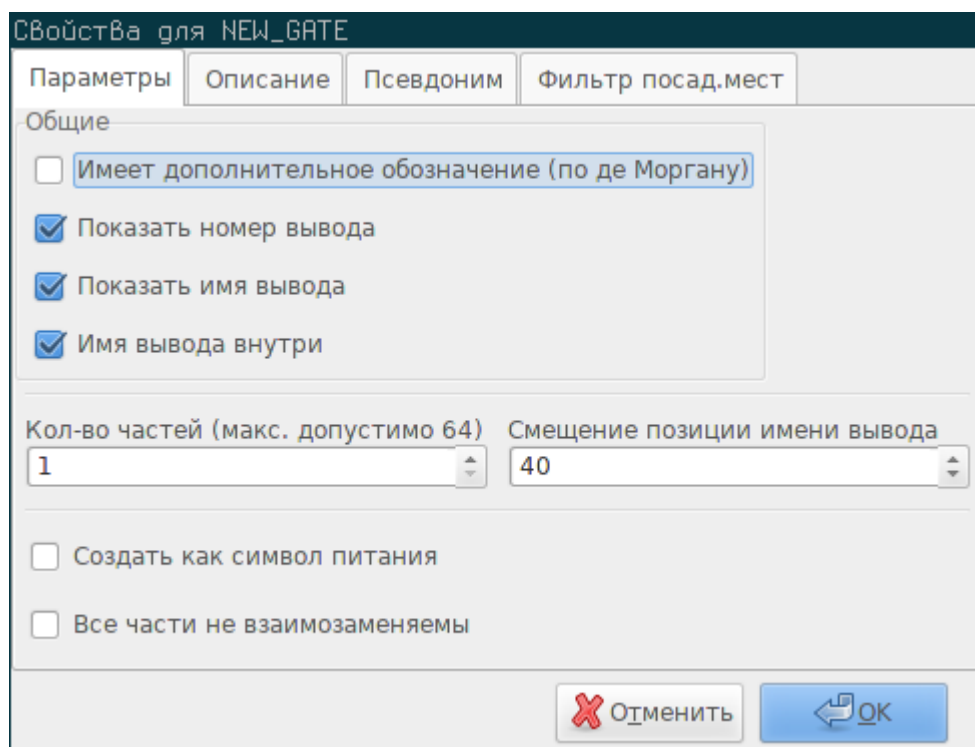 Свойства для NEW_GATE
Параметры Описание Псевдоним Фильтр посад.мест
Общие
Имеет дополнительное обозначение (по де Моргану)
Показать номер вывода
Показать имя вывода
Имя вывода внутри
Кол-во частей (макс. допустимо 64) Смещение позиции имени вывода
1 40
Создать как символ питания
Все части не взаимозаменяемы
Отменить OK